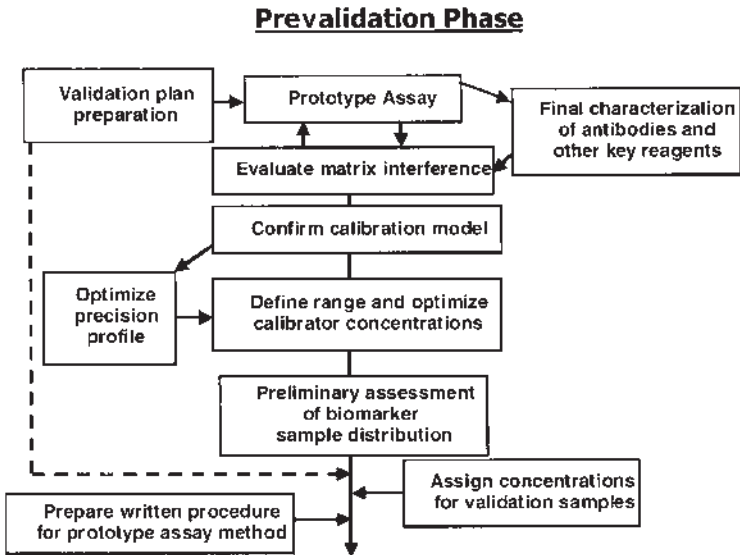 Prevalidation Phase
Validation plan
preparation
Prototype Assay
Final characterization
of antibodies and
other key reagents
Evaluate matrix interference
Confirm calibration model
Optimize
precision
profile
Define range and optimize
calibrator concentrations
Preliminary assessment
of biomarker
sample distribution
Assign concentrations
for validation samples
Prepare written procedure
for prototype assay method